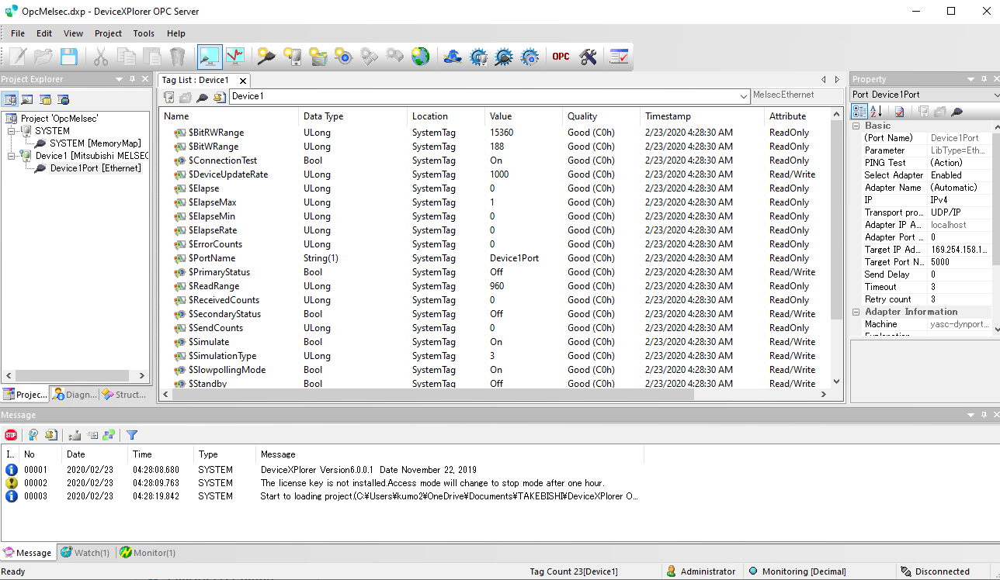 OpcMelsec.dxp - DeviceXPlorer OPC Server
File Edit View Project Tools Help
OPC
Project Explorer
Project 'OpcMelsec'
SYSTEM
SYSTEM [MemoryMap]
Device1 [Mitsubishi MELSEC
Device1Port [Ethernet]
Projec... Diagn... Struct...
Tag List : Device1
Device1 MelsecEthernet
Name Data Type Location Value Quality Timestamp Attribute
$BitRWRange ULong SystemTag 15360 Good (C0h) 2/23/2020 4:28:30 AM ReadOnly
$BitWRange ULong SystemTag 188 Good (C0h) 2/23/2020 4:28:30 AM ReadOnly
$ConnectionTest Bool SystemTag On Good (C0h) 2/23/2020 4:28:30 AM ReadOnly
$DeviceUpdateRate ULong SystemTag 1000 Good (C0h) 2/23/2020 4:28:30 AM Read/Write
$Elapse ULong SystemTag 0 Good (C0h) 2/23/2020 4:28:30 AM ReadOnly
$ElapseMax ULong SystemTag 1 Good (C0h) 2/23/2020 4:28:30 AM ReadOnly
$ElapseMin ULong SystemTag 0 Good (C0h) 2/23/2020 4:28:30 AM ReadOnly
$ElapseRate ULong SystemTag 0 Good (C0h) 2/23/2020 4:28:30 AM ReadOnly
$ErrorCounts ULong SystemTag 0 Good (C0h) 2/23/2020 4:28:30 AM ReadOnly
$PortName String(1) SystemTag Device1Port Good (C0h) 2/23/2020 4:28:30 AM ReadOnly
$PrimaryStatus Bool SystemTag Off Good (C0h) 2/23/2020 4:28:30 AM Read/Write
$ReadRange ULong SystemTag 960 Good (C0h) 2/23/2020 4:28:30 AM ReadOnly
$ReceivedCounts ULong SystemTag 0 Good (C0h) 2/23/2020 4:28:30 AM ReadOnly
$SecondaryStatus Bool SystemTag Off Good (C0h) 2/23/2020 4:28:30 AM Read/Write
$SendCounts ULong SystemTag 0 Good (C0h) 2/23/2020 4:28:30 AM ReadOnly
$Simulate Bool SystemTag On Good (C0h) 2/23/2020 4:28:30 AM Read/Write
$SimulationType ULong SystemTag 3 Good (C0h) 2/23/2020 4:28:30 AM Read/Write
$SlowpollingMode Bool SystemTag On Good (C0h) 2/23/2020 4:28:30 AM Read/Write
$Standby Bool SystemTag Off Good (C0h) 2/23/2020 4:28:30 AM Read/Write
Property
Port Device1Port
Basic
(Port Name) Device1Port
Parameter LibType=Eth...
PING Test (Action)
Select Adapter Enabled
Adapter Name (Automatic)
IP IPv4
Transport pro... UDP/IP
Adapter IP A... localhost
Adapter Port ... 0
Target IP Ad... 169.254.158.1...
Target Port N... 5000
Send Delay 0
Timeout 3
Retry count 3
Adapter Information
Machine yasc-dynport...
Message
STOP
I... No Date Time Type Message
00001 2020/02/23 04:28:08.680 SYSTEM DeviceXPlorer Version6.0.0.1 Date November 22, 2019
00002 2020/02/23 04:28:09.763 SYSTEM The license key is not installed.Access mode will change to stop mode after one hour.
00003 2020/02/23 04:28:19.842 SYSTEM Start to loading project.(C:¥Users¥kumo2¥OneDrive¥Documents¥TAKEBISHI¥DeviceXPlorer O...
Message Watch(1) Monitor(1)
Ready Tag Count 23[Device1] Administrator Monitoring [Decimal] Disconnected